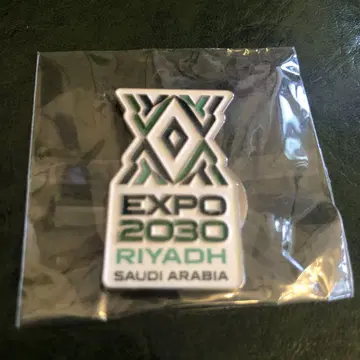 EXPO
2030
RIYADH
SAUDI ARABIA